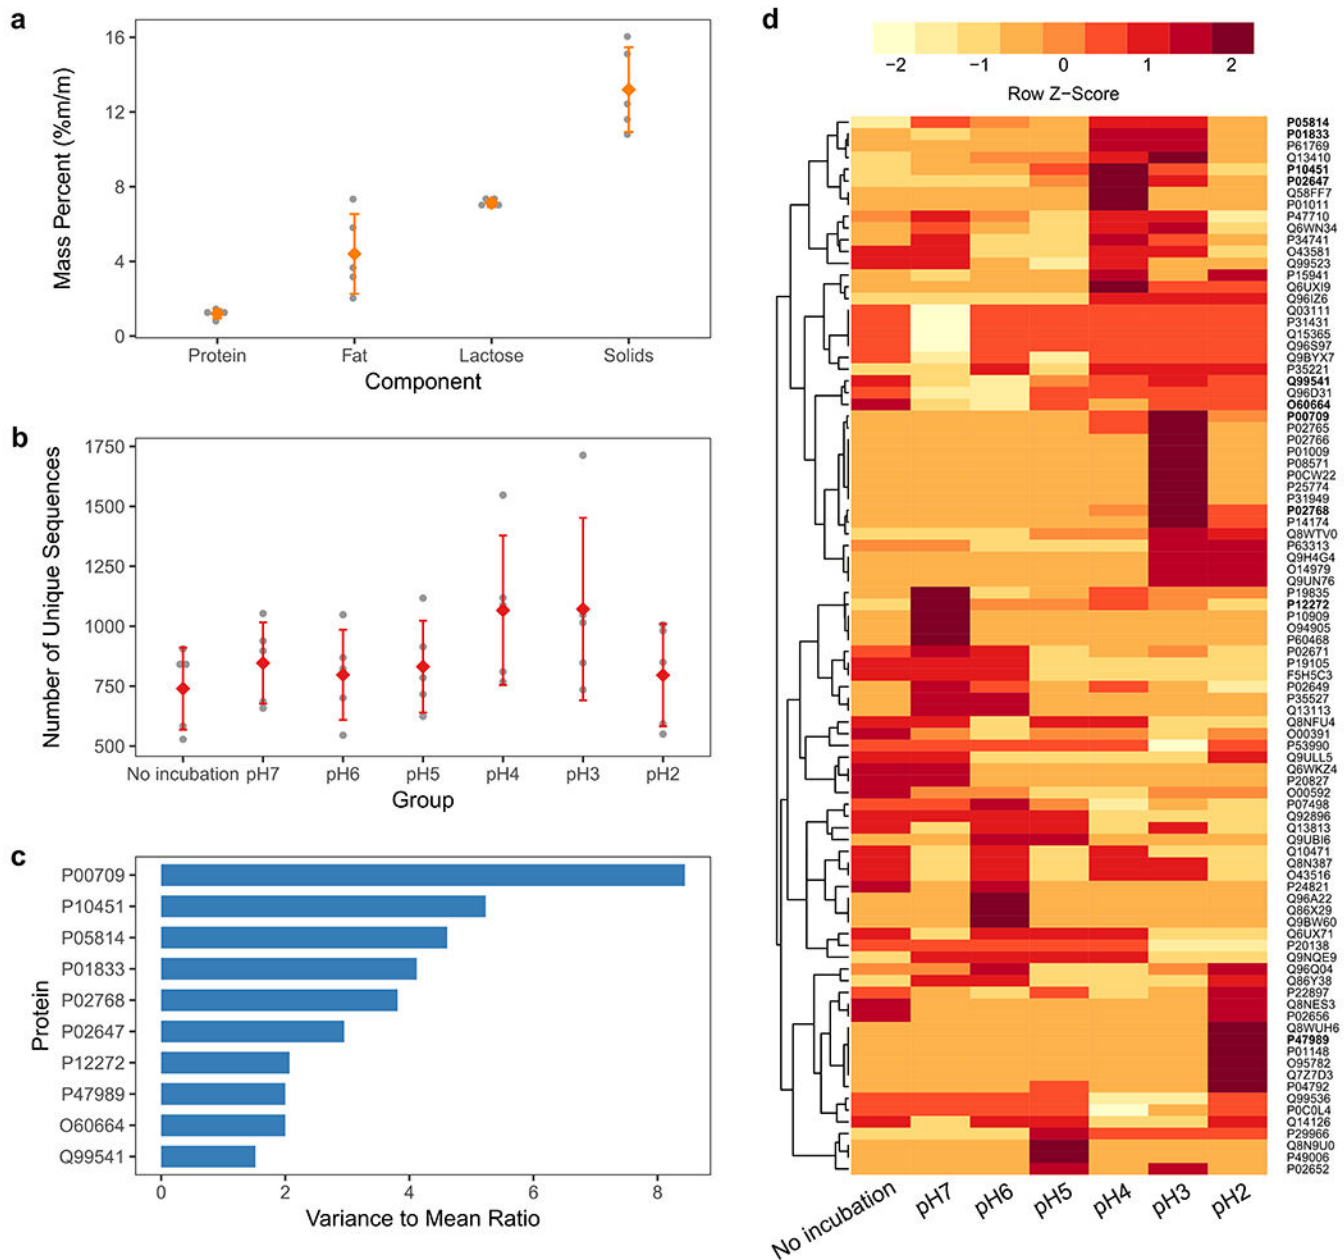 a
16
12
8
4
0
Mass Percent (%m/m)
Protein
Fat
Lactose
Solids
Component
b
1750
1500
1250
1000
750
500
Number of Unique Sequences
No incubation
pH7
pH6
pH5
pH4
pH3
pH2
Group
c
P00709
P10451
P05814
P01833
P02768
P02647
P12272
P47989
O60664
Q99541
Protein
0
2
4
6
8
Variance to Mean Ratio
d
−2
−1
0
1
2
Row Z−Score
P05814
P01833
P61769
Q13410
P10451
P02647
Q58FF7
P01011
P47710
Q6WN34
P34741
O43581
Q99523
P15941
Q6UXI9
Q96IZ6
Q03111
P31431
Q15365
Q96S97
Q9BYX7
P35221
Q99541
Q96D31
O60664
P00709
P02765
P02766
P01009
P08571
P0CW22
P25774
P31949
P02768
P14174
Q8WTV0
P63313
Q9H4G4
O14979
Q9UN76
P19835
P12272
P10909
O94905
P60468
P02671
P19105
F5H5C3
P02649
P35527
Q13113
Q8NFU4
O00391
P53990
Q9ULL5
Q6WKZ4
P20827
O00592
P07498
Q92896
Q13813
Q9UBI6
Q10471
Q8N387
O43516
P24821
Q96A22
Q86X29
Q9BW60
Q6UX71
P20138
Q9NQE9
Q96Q04
Q86Y38
P22897
Q8NES3
P02656
Q8WUH6
P47989
P01148
O95782
Q7Z7D3
P04792
Q99536
P0C0L4
Q14126
P29966
Q8N9U0
P49006
P02652
No incubation
pH7
pH6
pH5
pH4
pH3
pH2